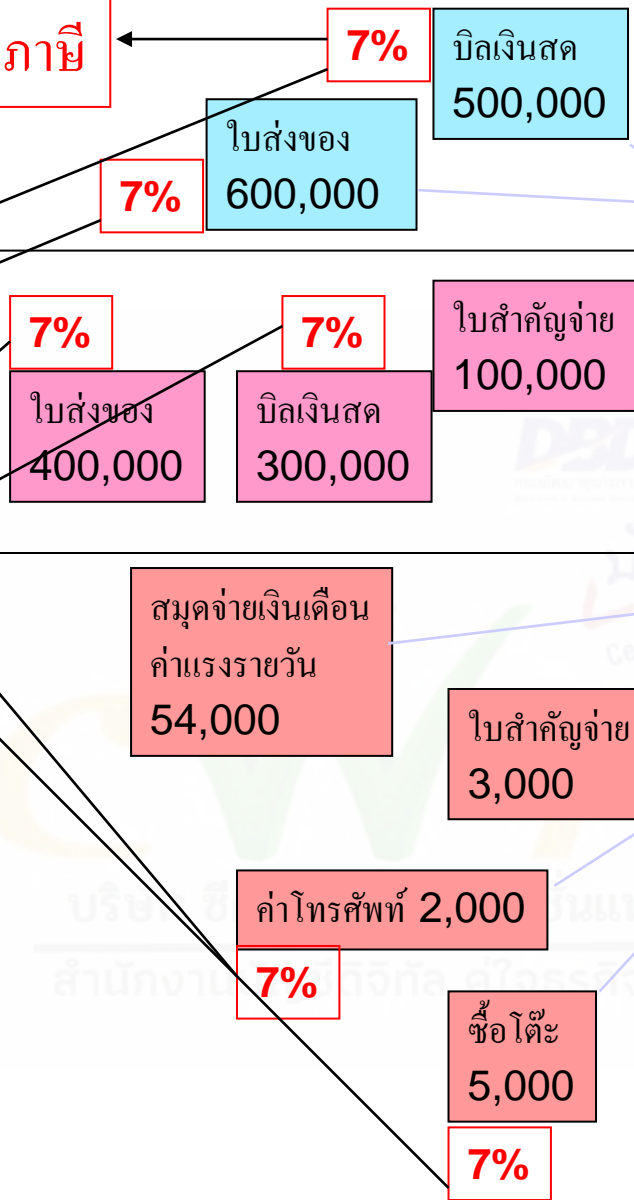 ภาษี
7%
บิลเงินสด
500,000
ใบส่งของ
600,000
7%
7%
ใบส่งของ
400,000
7%
บิลเงินสด
300,000
ใบสำคัญจ่าย
100,000
สมุดจ่ายเงินเดือน
ค่าแรงรายวัน
54,000
ใบสำคัญจ่าย
3,000
ค่าโทรศัพท์ 2,000
7%
ซื้อโต๊ะ
5,000
7%